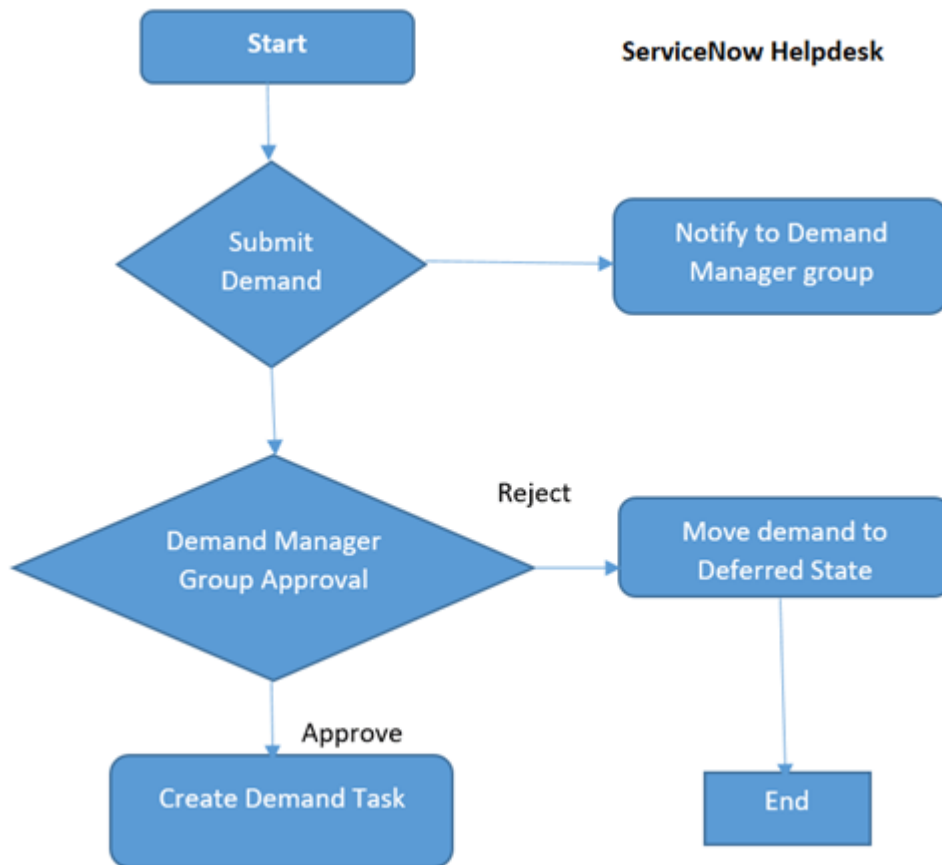 Start
ServiceNow Helpdesk
Submit
Demand
Notify to Demand
Manager group
Reject
Demand Manager
Group Approval
Move demand to
Deferred State
Approve
Create Demand Task
End